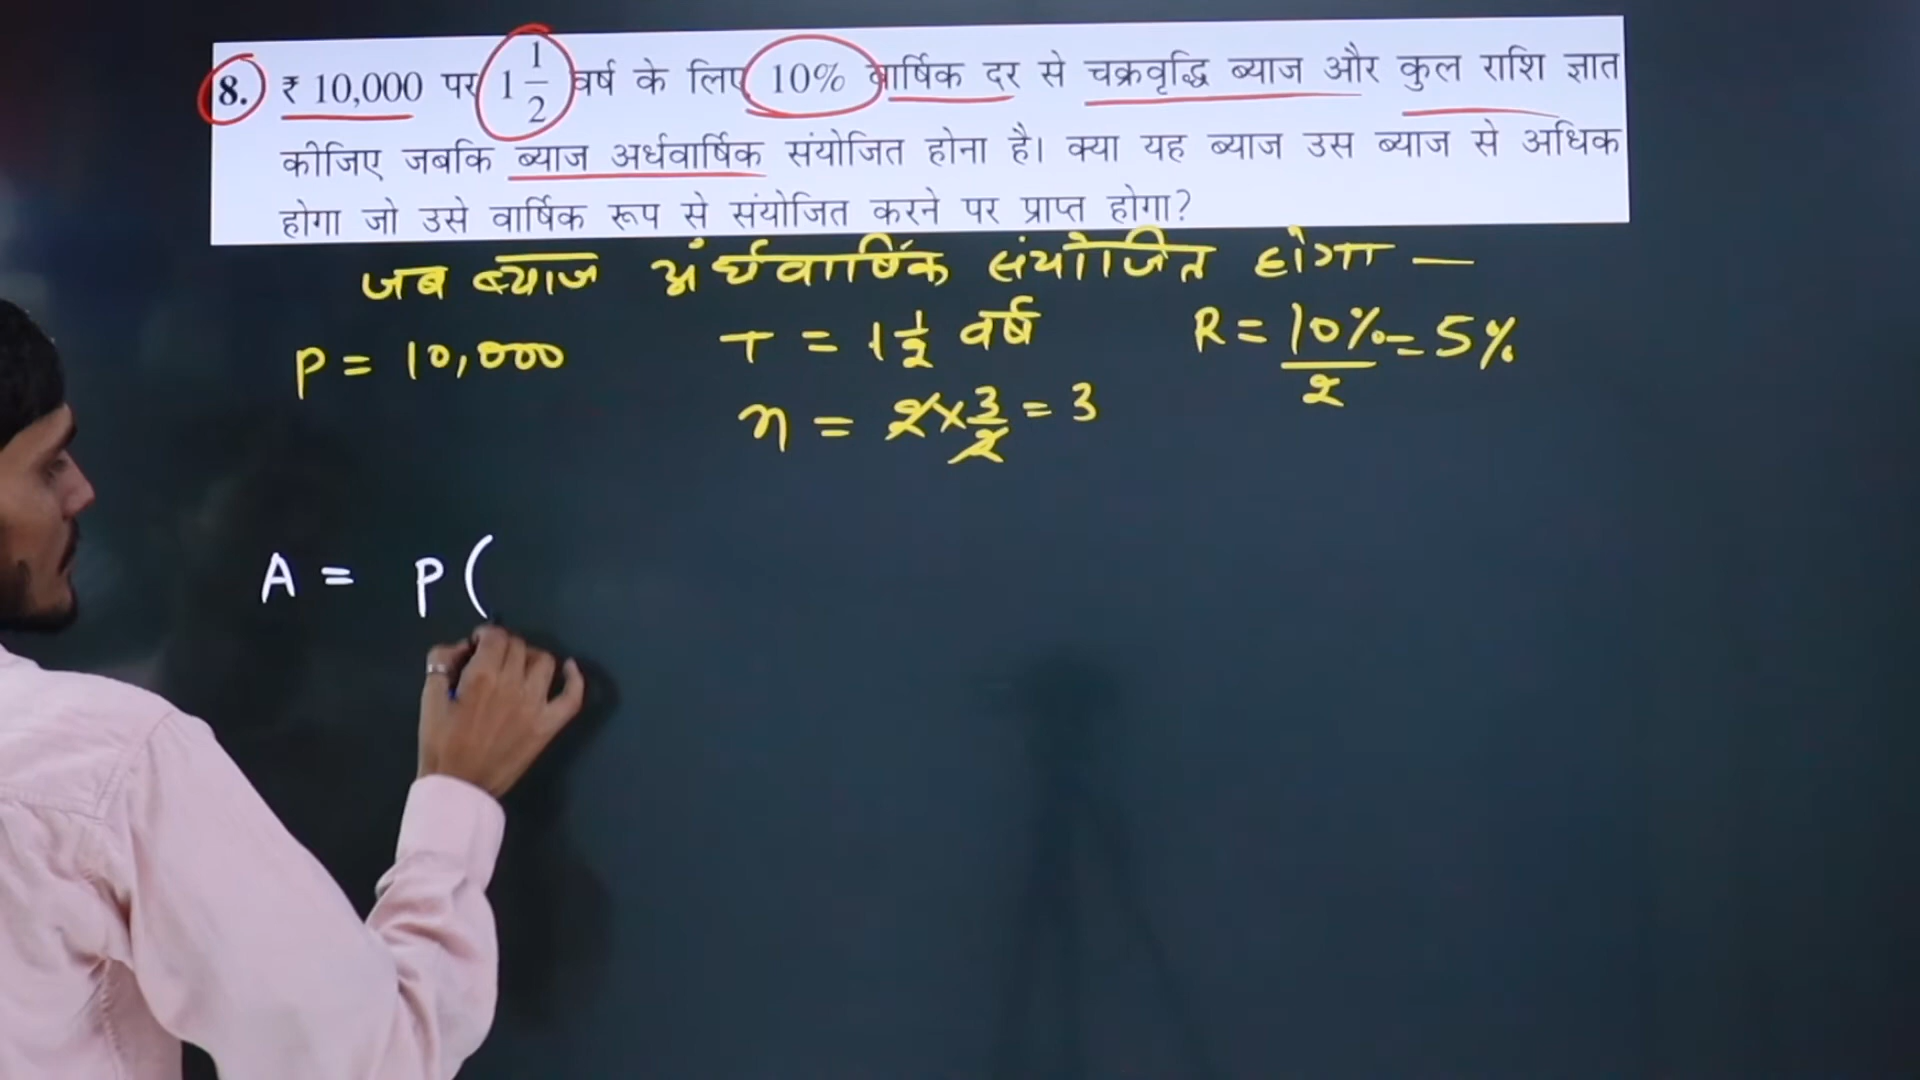 8. ₹ 10,000 पर 1 1/2 वर्ष के लिए 10% वार्षिक दर से चक्रवृद्धि ब्याज और कुल राशि ज्ञात
कीजिए जबकि ब्याज अर्धवार्षिक संयोजित होना है। क्या यह ब्याज उस ब्याज से अधिक
होगा जो उसे वार्षिक रूप से संयोजित करने पर प्राप्त होगा?
जब ब्याज अर्धवार्षिक संयोजित होगा —
P = 10,000 T = 1 1/2 वर्ष R = 10%/2 = 5%
n = 2 × 3/2 = 3
A = P (